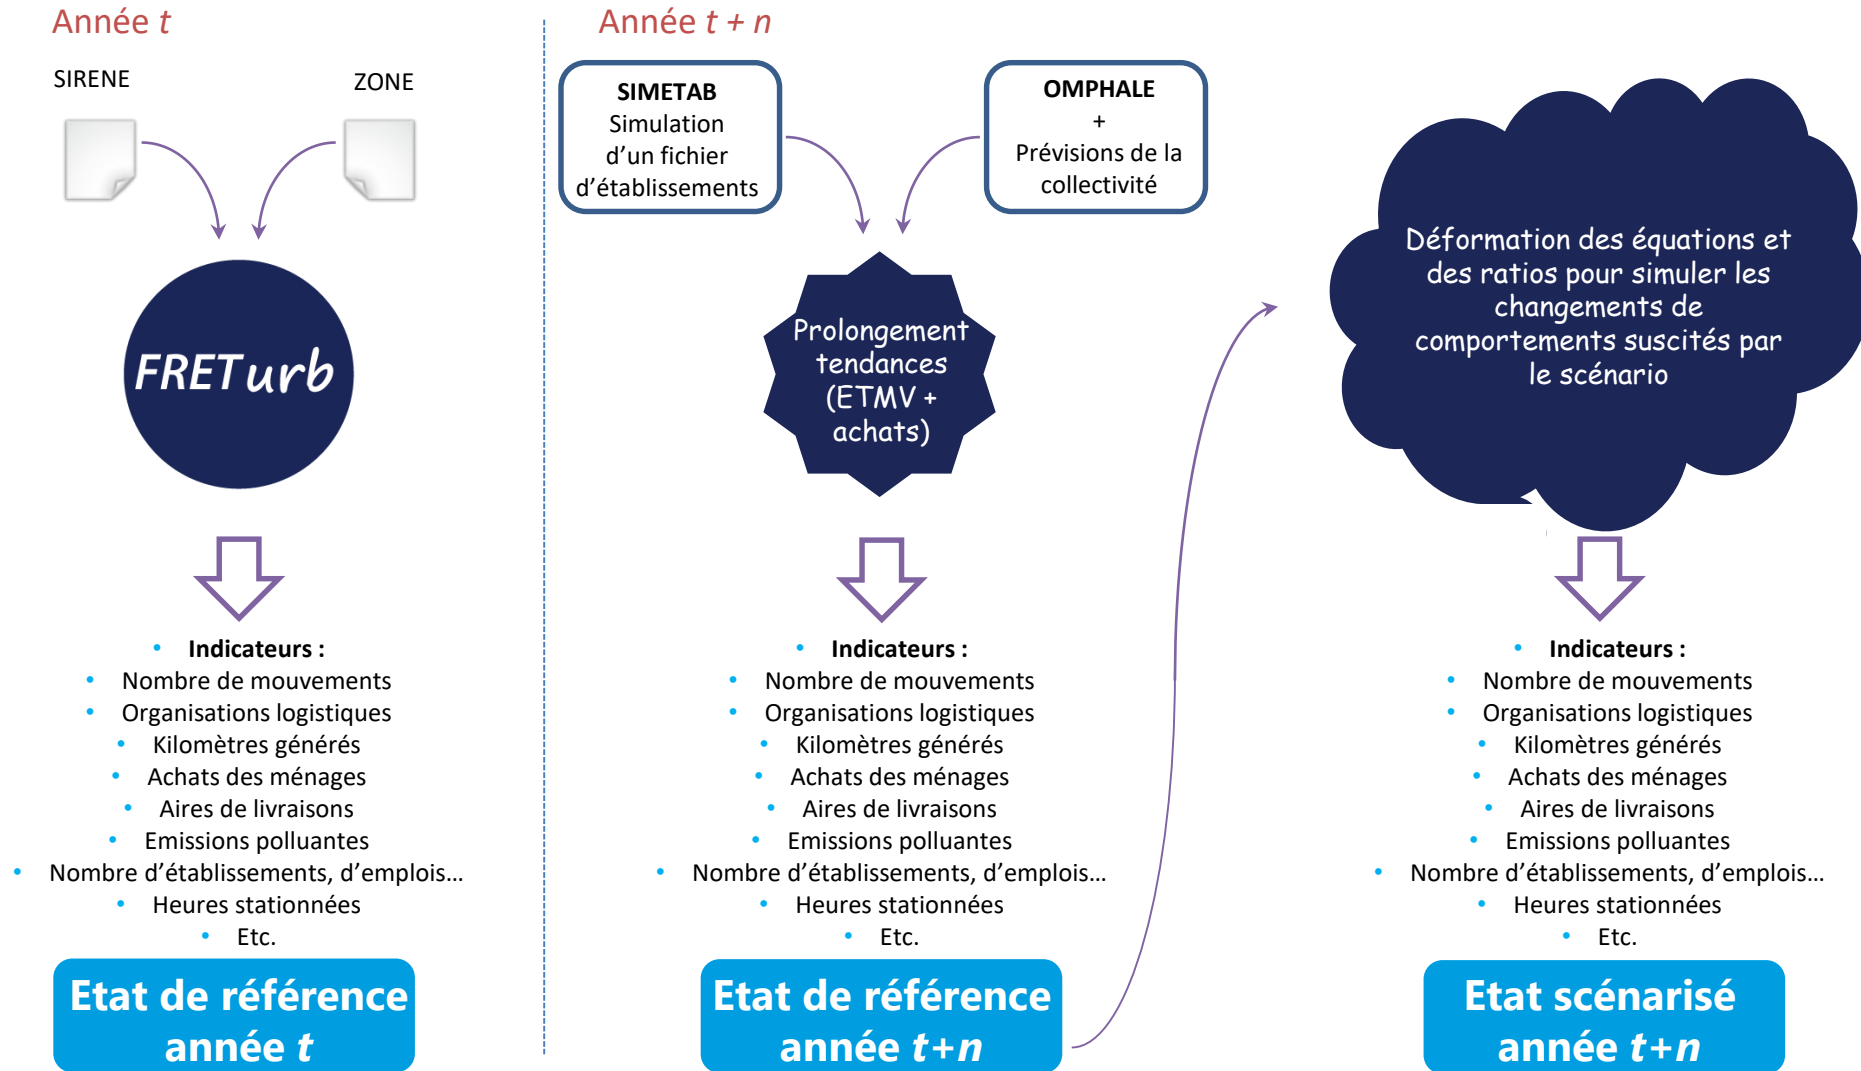 Année t
SIRENE
ZONE
FRETurb
• Indicateurs :
• Nombre de mouvements
• Organisations logistiques
• Kilomètres générés
• Achats des ménages
• Aires de livraisons
• Emissions polluantes
• Nombre d’établissements, d’emplois…
• Heures stationnées
• Etc.
Etat de référence
année t
Année t + n
SIMETAB
Simulation
d’un fichier
d’établissements
OMPHALE
+
Prévisions de la
collectivité
Prolongement
tendances
(ETMV +
achats)
• Indicateurs :
• Nombre de mouvements
• Organisations logistiques
• Kilomètres générés
• Achats des ménages
• Aires de livraisons
• Emissions polluantes
• Nombre d’établissements, d’emplois…
• Heures stationnées
• Etc.
Etat de référence
année t+n
Déformation des équations et
des ratios pour simuler les
changements de
comportements suscités par
le scénario
• Indicateurs :
• Nombre de mouvements
• Organisations logistiques
• Kilomètres générés
• Achats des ménages
• Aires de livraisons
• Emissions polluantes
• Nombre d’établissements, d’emplois…
• Heures stationnées
• Etc.
Etat scénarisé
année t+n